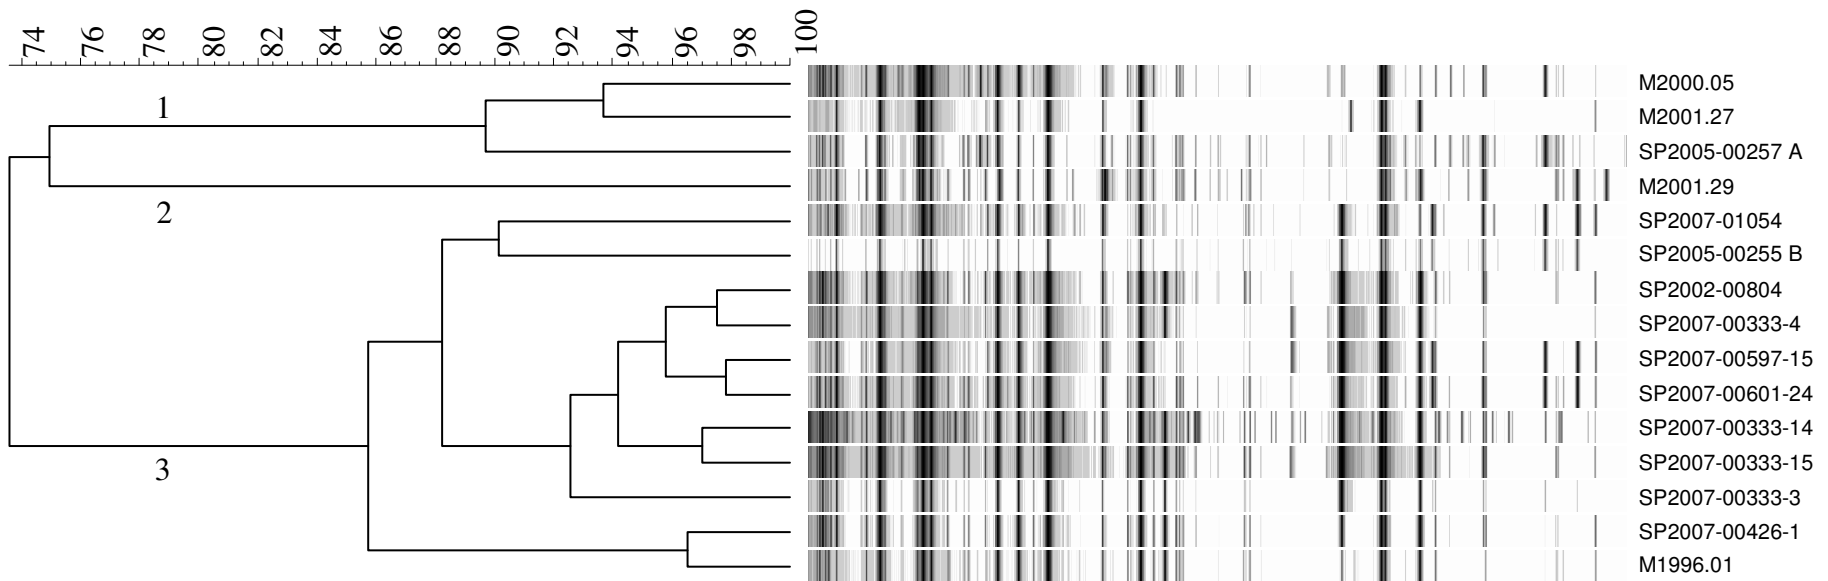 74 76 78 80 82 84 86 88 90 92 94 96 98 100
M2000.05
1
M2001.27
SP2005-00257 A
M2001.29
2
SP2007-01054
SP2005-00255 B
SP2002-00804
SP2007-00333-4
SP2007-00597-15
SP2007-00601-24
SP2007-00333-14
SP2007-00333-15
3
SP2007-00333-3
SP2007-00426-1
M1996.01